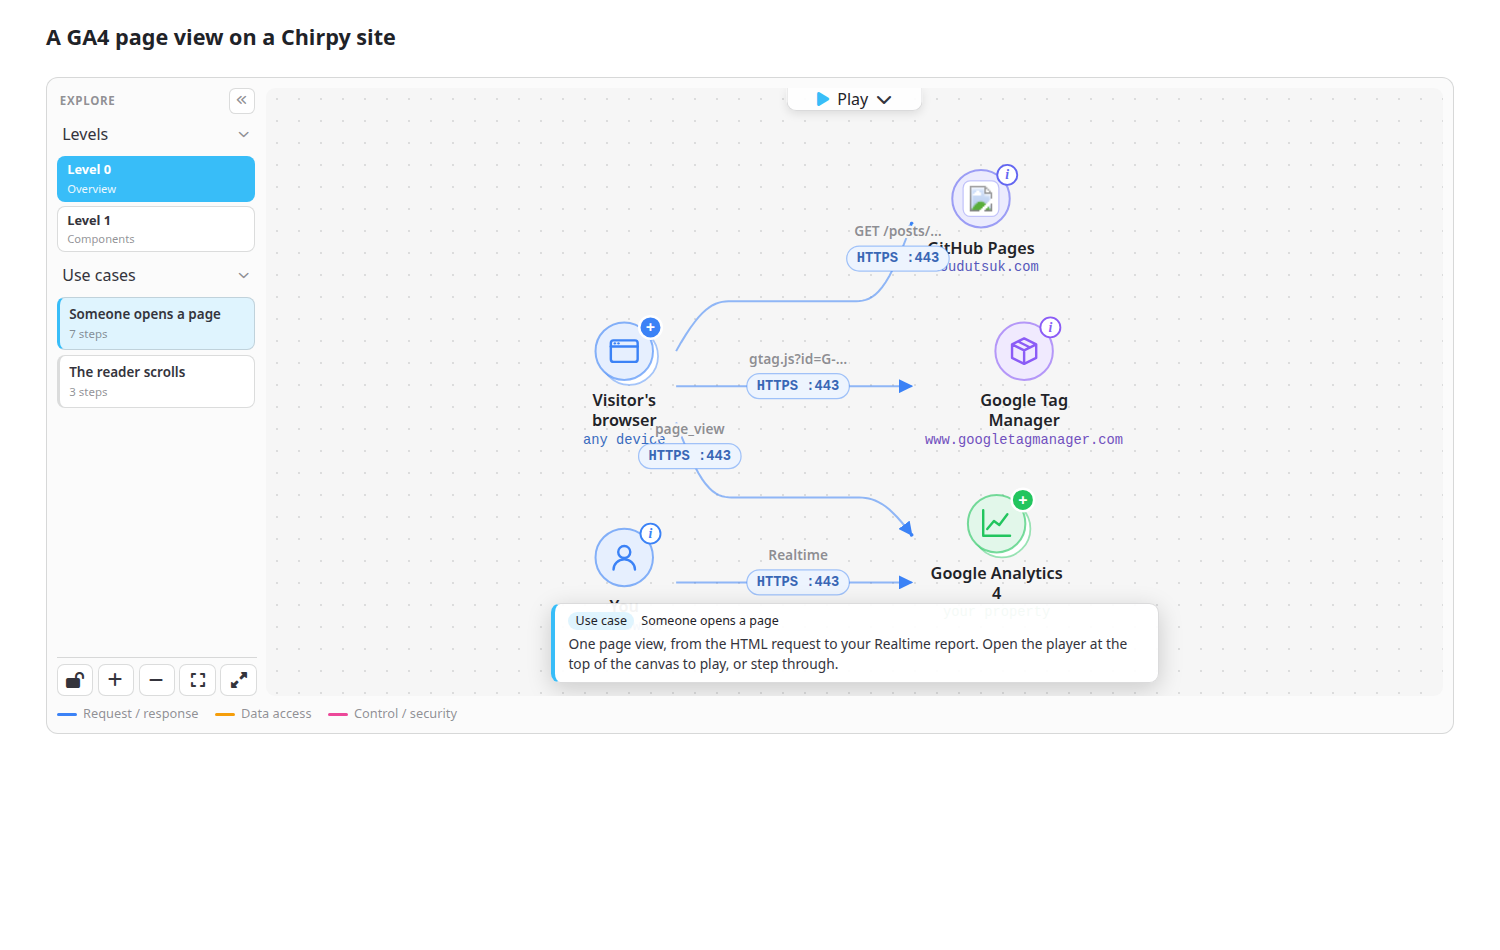 A GA4 page view on a Chirpy site
EXPLORE
Levels
Level 0
Overview
Level 1
Components
Use cases
Someone opens a page
7 steps
The reader scrolls
3 steps
Play
GitHub Pages
GET /posts/...
HTTPS :443
Visitor's
browser
any device
gtag.js?id=G-...
HTTPS :443
Google Tag
Manager
www.googletagmanager.com
page_view
HTTPS :443
Google Analytics
4
your property
You
Realtime
HTTPS :443
Use case Someone opens a page
One page view, from the HTML request to your Realtime report. Open the player at the
top of the canvas to play, or step through.
Request / response
Data access
Control / security